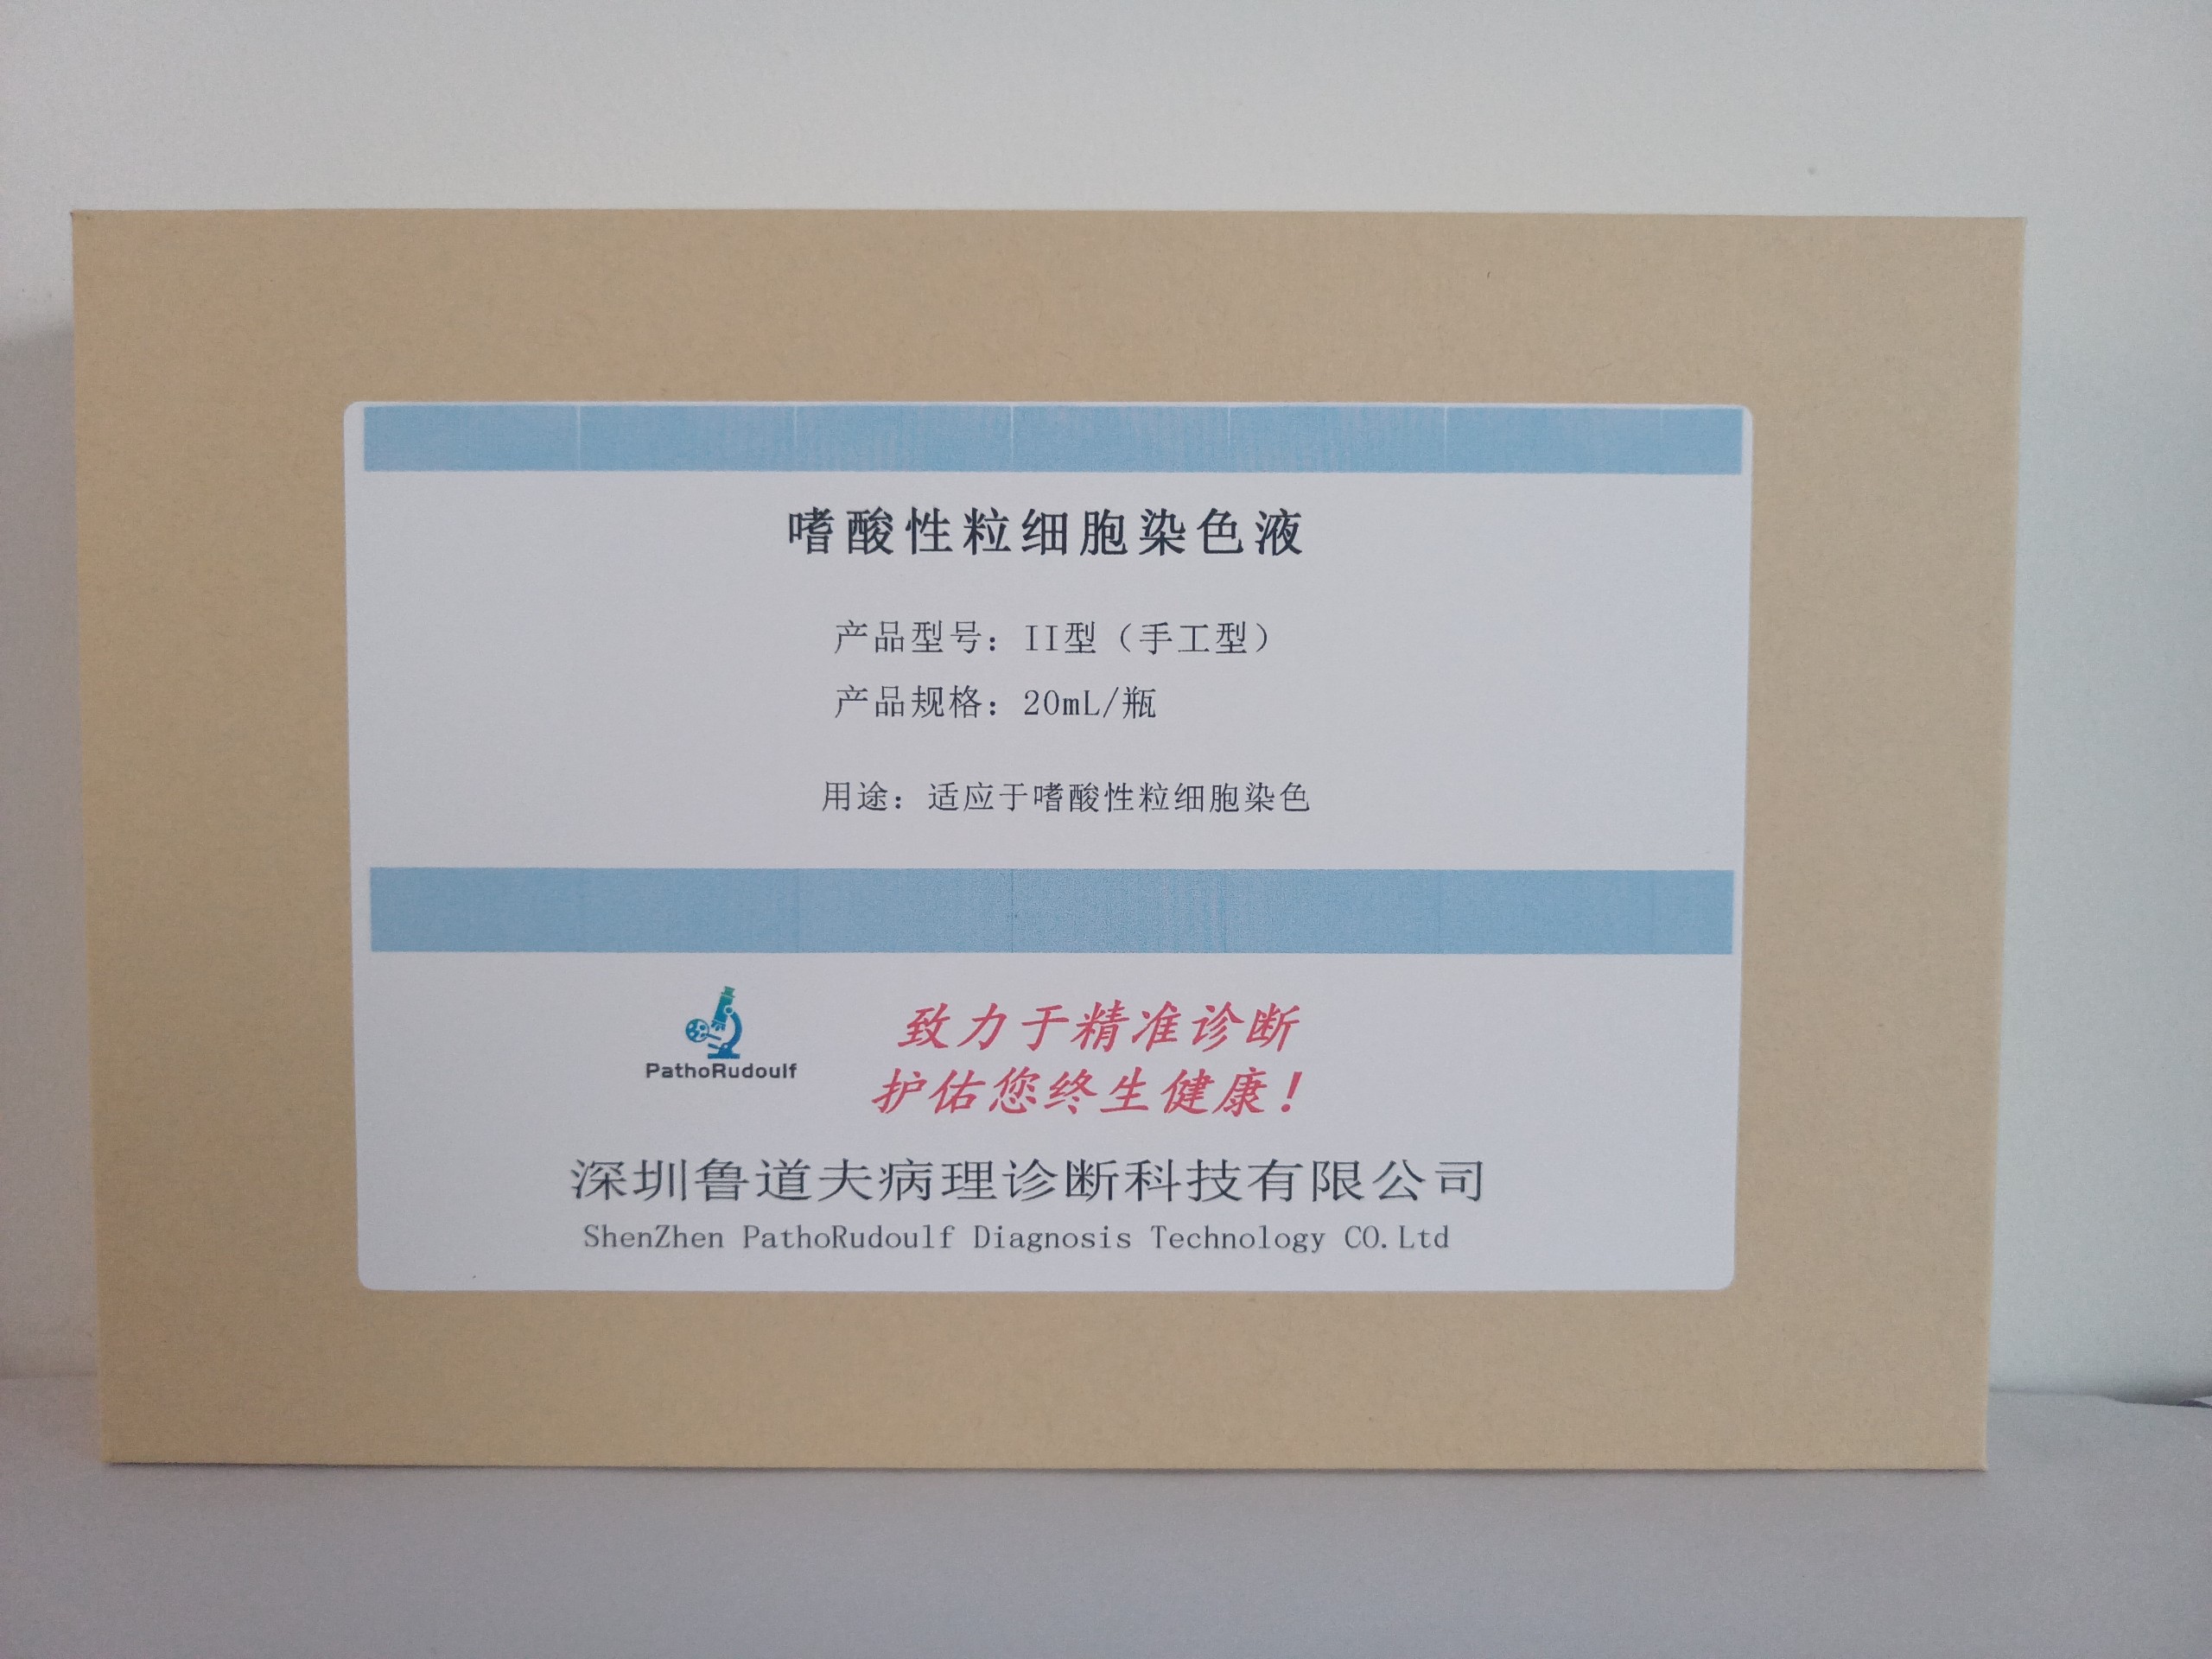 嗜酸性粒细胞染色液
产品型号：II型（手工型）
产品规格：20mL/瓶
用途：适应于嗜酸性粒细胞染色
PathoRudoulf
致力于精准诊断
护佑您终生健康！
深圳鲁道夫病理诊断科技有限公司
ShenZhen PathoRudoulf Diagnosis Technology CO.Ltd